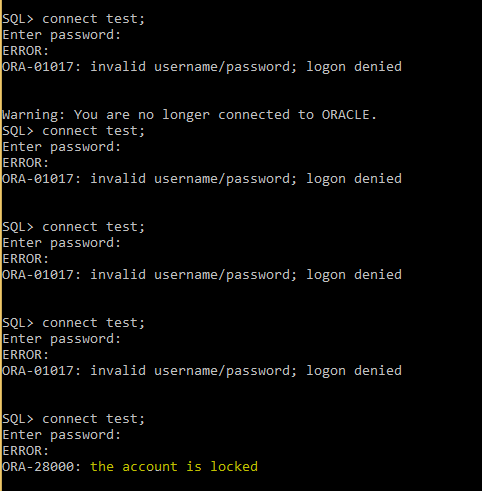 SQL> connect test;
Enter password:
ERROR:
ORA-01017: invalid username/password; logon denied
Warning: You are no longer connected to ORACLE.
SQL> connect test;
Enter password:
ERROR:
ORA-01017: invalid username/password; logon denied
SQL> connect test;
Enter password:
ERROR:
ORA-01017: invalid username/password; logon denied
SQL> connect test;
Enter password:
ERROR:
ORA-01017: invalid username/password; logon denied
SQL> connect test;
Enter password:
ERROR:
ORA-28000: the account is locked